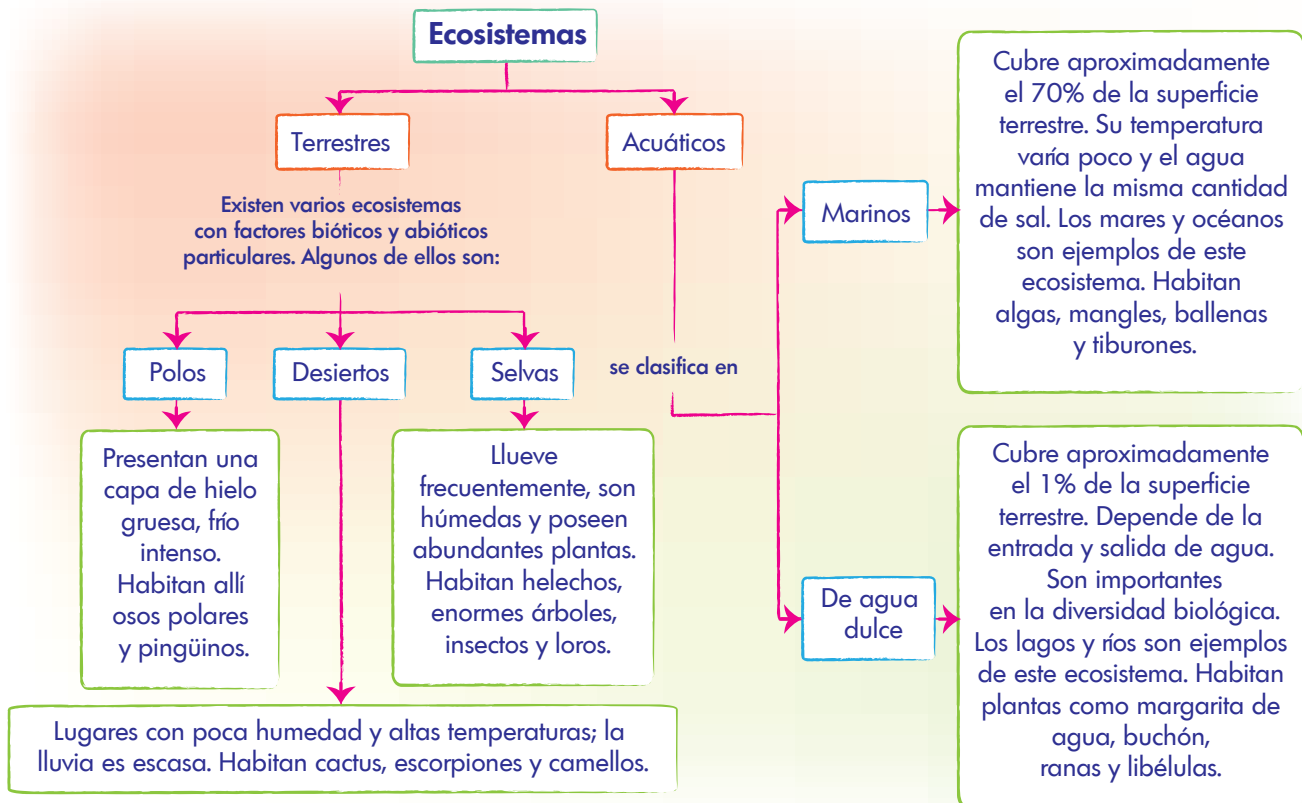 Ecosistemas
Terrestres
Acuáticos
Existen varios ecosistemas
con factores bióticos y abióticos
particulares. Algunos de ellos son:
Polos
Desiertos
Selvas
Presentan una
capa de hielo
gruesa, frío
intenso.
Habitan allí
osos polares
y pingüinos.
Llueve
frecuentemente, son
húmedas y poseen
abundantes plantas.
Habitan helechos,
enormes árboles,
insectos y loros.
Lugares con poca humedad y altas temperaturas; la
lluvia es escasa. Habitan cactus, escorpiones y camellos.
se clasifica en
Marinos
Cubre aproximadamente
el 70% de la superficie
terrestre. Su temperatura
varía poco y el agua
mantiene la misma cantidad
de sal. Los mares y océanos
son ejemplos de este
ecosistema. Habitan
algas, mangles, ballenas
y tiburones.
De agua
dulce
Cubre aproximadamente
el 1% de la superficie
terrestre. Depende de la
entrada y salida de agua.
Son importantes
en la diversidad biológica.
Los lagos y ríos son ejemplos
de este ecosistema. Habitan
plantas como margarita de
agua, buchón,
ranas y libélulas.